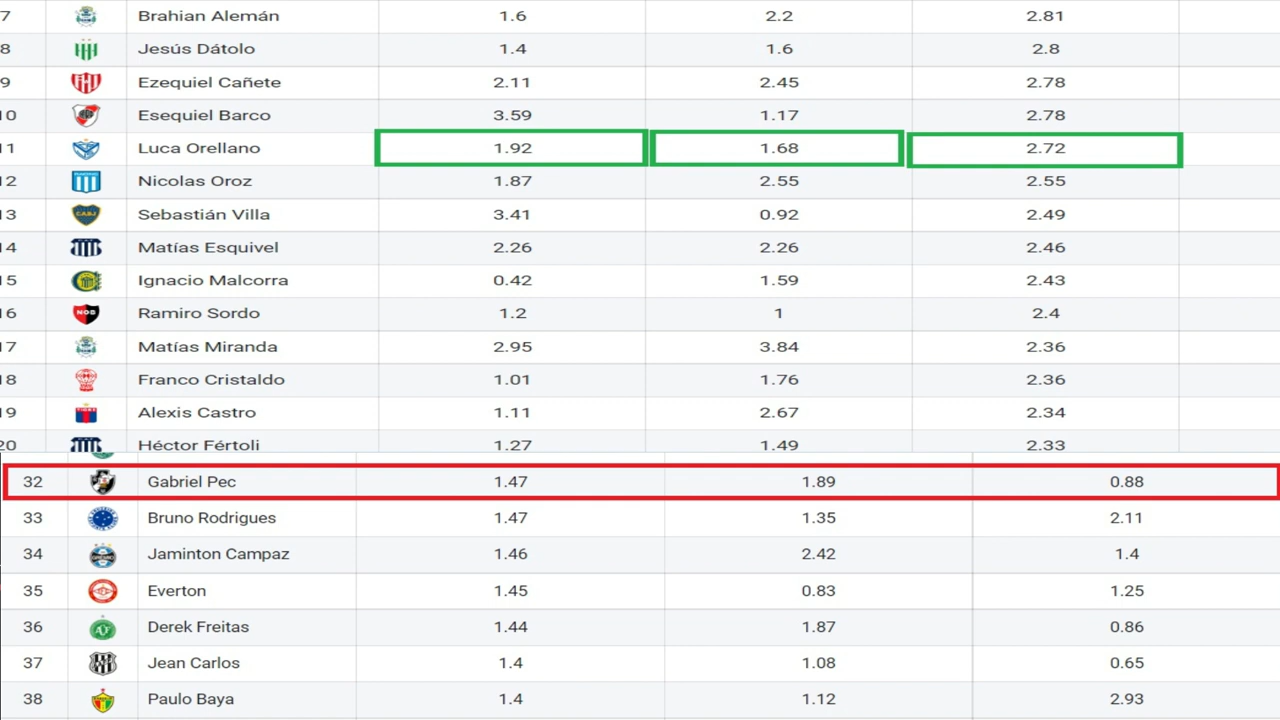 7 Brahian Alemán 1.6 2.2 2.81
8 Jesús Dátolo 1.4 1.6 2.8
9 Ezequiel Cañete 2.11 2.45 2.78
10 Esequiel Barco 3.59 1.17 2.78
11 Luca Orellano 1.92 1.68 2.72
12 Nicolas Oroz 1.87 2.55 2.55
13 Sebastián Villa 3.41 0.92 2.49
14 Matías Esquivel 2.26 2.26 2.46
15 Ignacio Malcorra 0.42 1.59 2.43
16 Ramiro Sordo 1.2 1 2.4
17 Matías Miranda 2.95 3.84 2.36
18 Franco Cristaldo 1.01 1.76 2.36
19 Alexis Castro 1.11 2.67 2.34
20 Héctor Fértoli 1.27 1.49 2.33
32 Gabriel Pec 1.47 1.89 0.88
33 Bruno Rodrigues 1.47 1.35 2.11
34 Jaminton Campaz 1.46 2.42 1.4
35 Everton 1.45 0.83 1.25
36 Derek Freitas 1.44 1.87 0.86
37 Jean Carlos 1.4 1.08 0.65
38 Paulo Baya 1.4 1.12 2.93